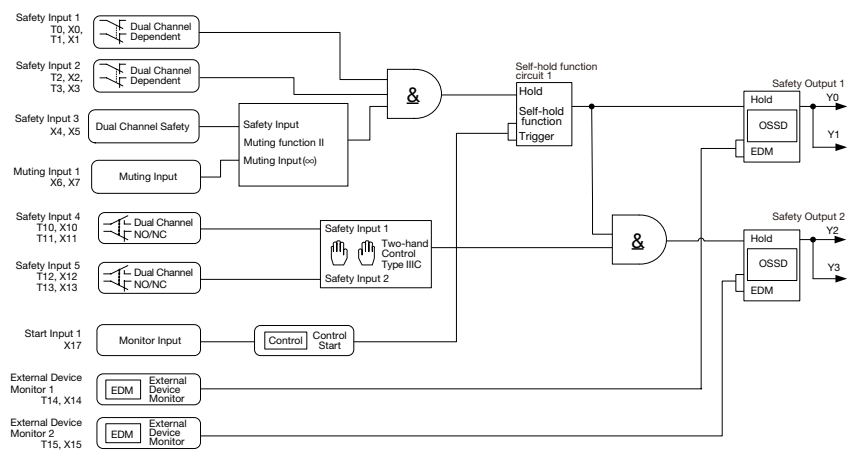 Safety Input 1
T0, X0,
T1, X1
Dual Channel
Dependent
Safety Input 2
T2, X2,
T3, X3
Dual Channel
Dependent
Safety Input 3
X4, X5
Dual Channel Safety
Muting Input 1
X6, X7
Muting Input
Safety Input
Muting function II
Muting Input(∞)
&
Self-hold function
circuit 1
Hold
Self-hold
function
Trigger
Safety Output 1
Hold
OSSD
EDM
Y0
Y1
Safety Input 4
T10, X10
T11, X11
Dual Channel
NO/NC
Safety Input 5
T12, X12
T13, X13
Dual Channel
NO/NC
Safety Input 1
Two-hand
Control
Type IIIC
Safety Input 2
&
Safety Output 2
Hold
OSSD
EDM
Y2
Y3
Start Input 1
X17
Monitor Input
Control
Control
Start
External Device
Monitor 1
T14, X14
EDM
External
Device
Monitor
External Device
Monitor 2
T15, X15
EDM
External
Device
Monitor